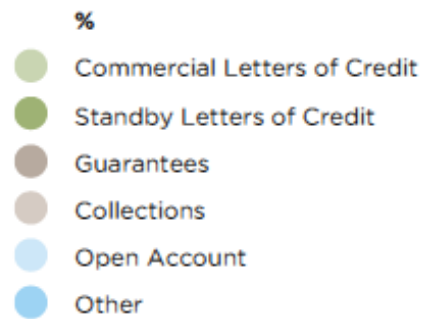 %
Commercial Letters of Credit
Standby Letters of Credit
Guarantees
Collections
Open Account
Other